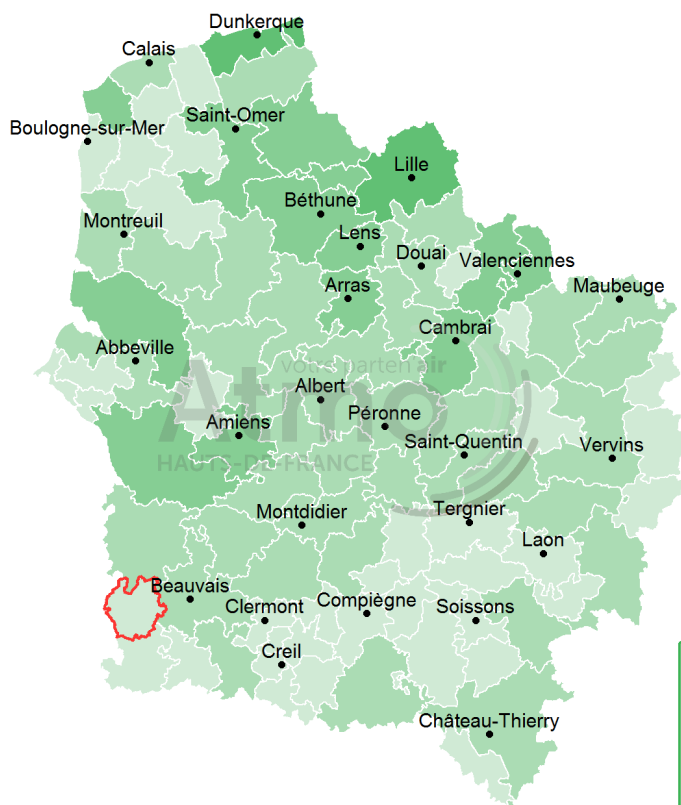 Dunkerque
Calais
Saint-Omer
Boulogne-sur-Mer
Lille
Béthune
Montreuil
Lens
Douai
Valenciennes
Arras
Maubeuge
Cambrai
Abbeville
votre parten'air
Albert
Atmo
Péronne
Amiens
Saint-Quentin
Vervins
HAUTS-DE-FRANCE
Montdidier
Tergnier
Laon
Beauvais
Clermont
Compiègne
Soissons
Creil
Château-Thierry